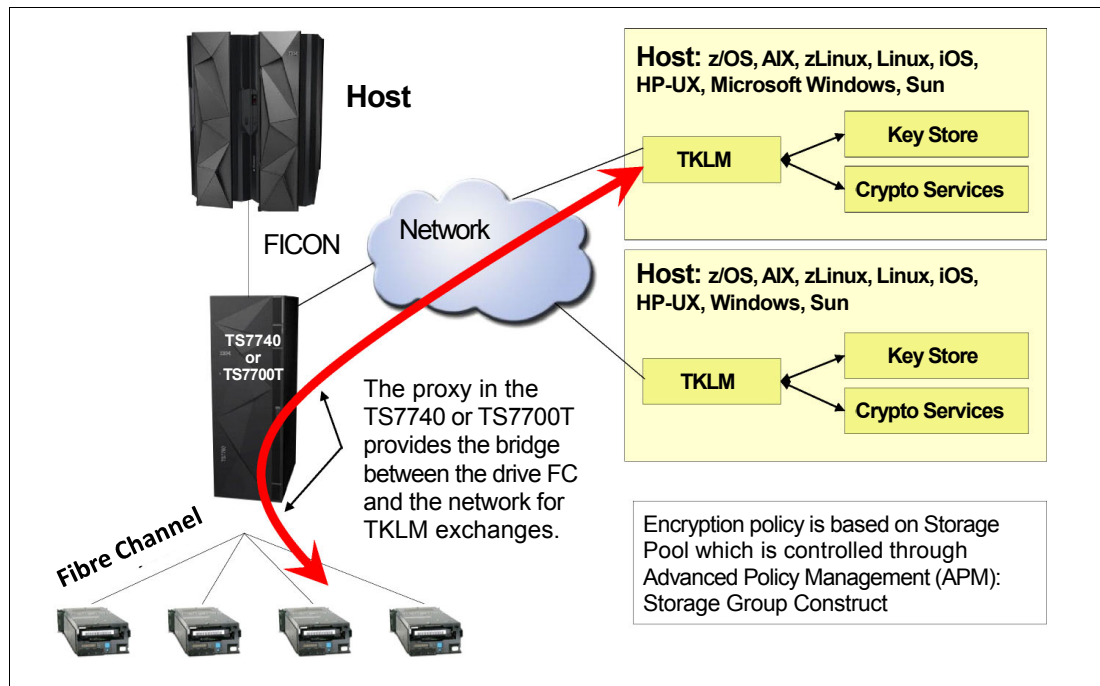 Host
FICON
Network
TS7740
or
TS7700T
The proxy in the
TS7740 or TS7700T
provides the bridge
between the drive FC
and the network for
TKLM exchanges.
Fibre Channel
Host: z/OS, AIX, zLinux, Linux, iOS,
HP-UX, Microsoft Windows, Sun
TKLM
Key Store
Crypto Services
Host: z/OS, AIX, zLinux, Linux, iOS,
HP-UX, Windows, Sun
TKLM
Key Store
Crypto Services
Encryption policy is based on Storage
Pool which is controlled through
Advanced Policy Management (APM):
Storage Group Construct